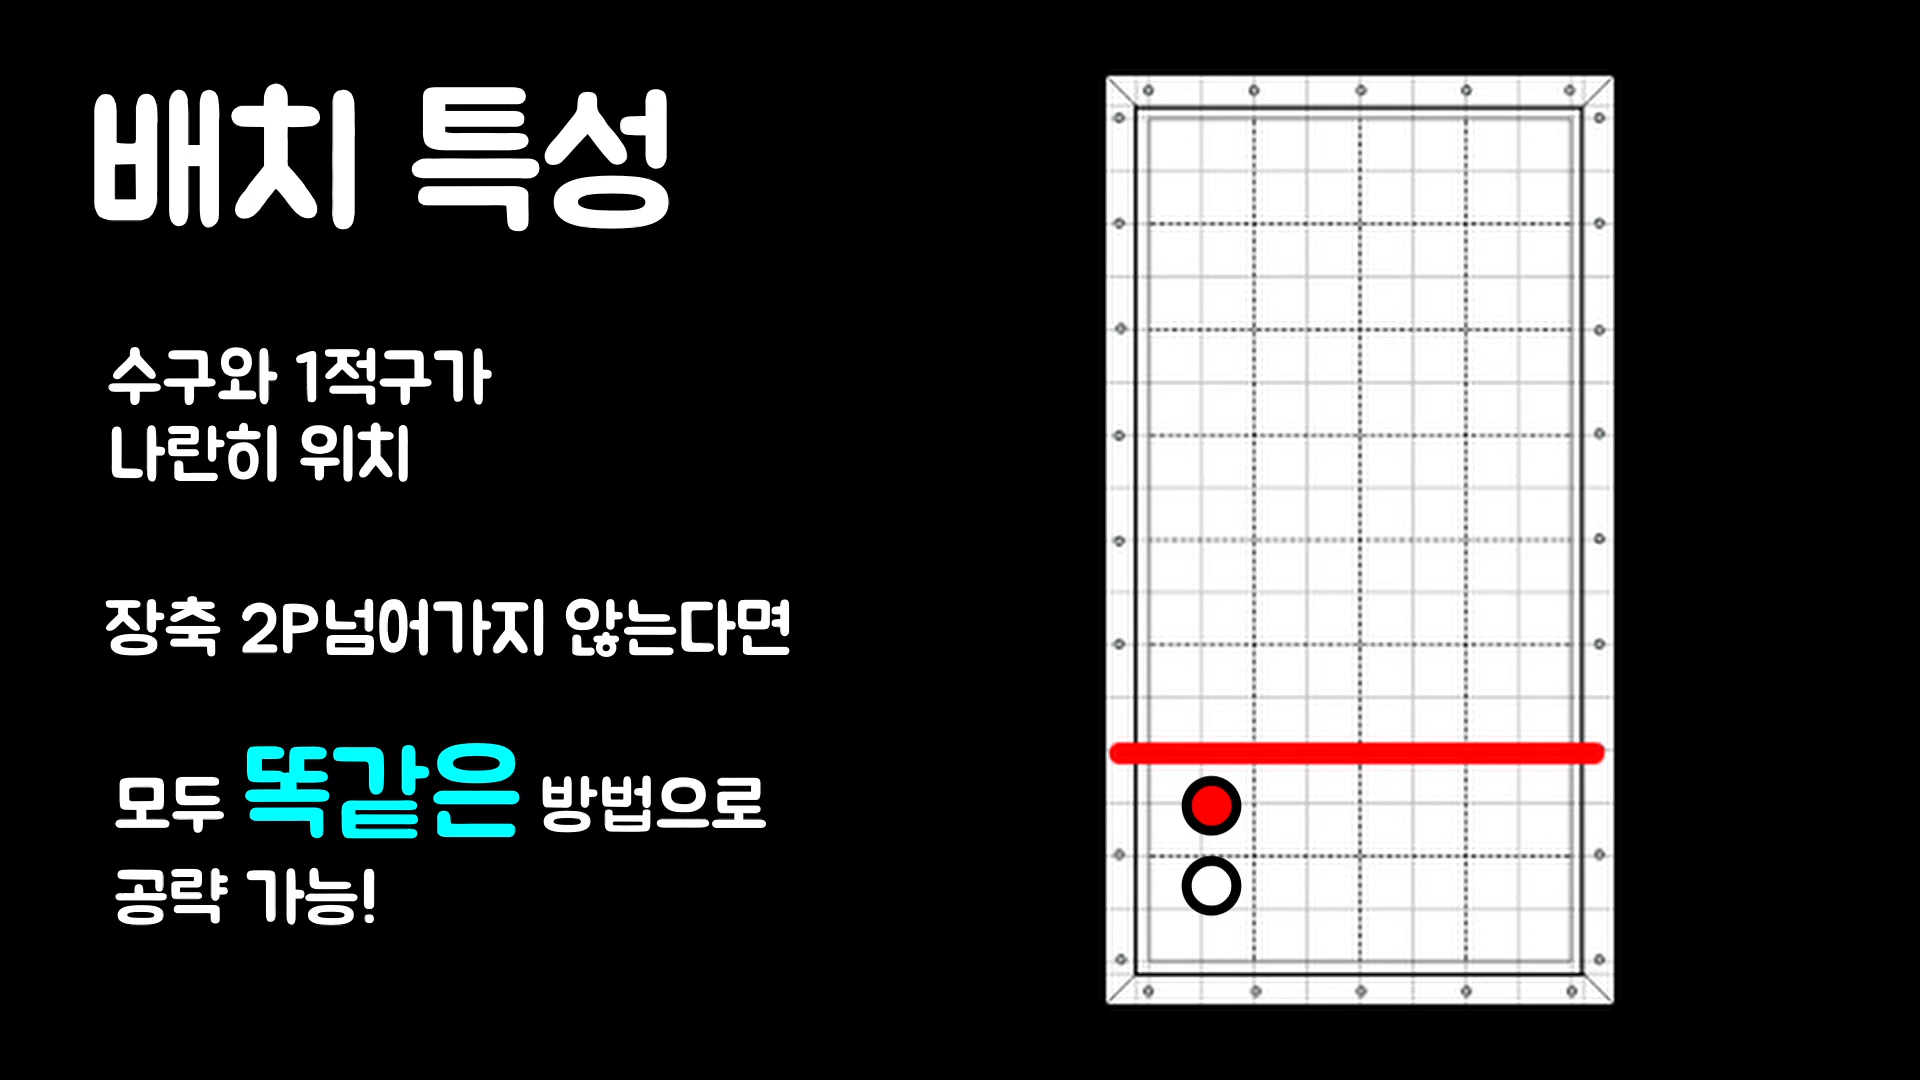 배치 특성
수구와 1적구가
나란히 위치
장축 2P넘어가지 않는다면
모두 똑같은 방법으로
공략 가능!